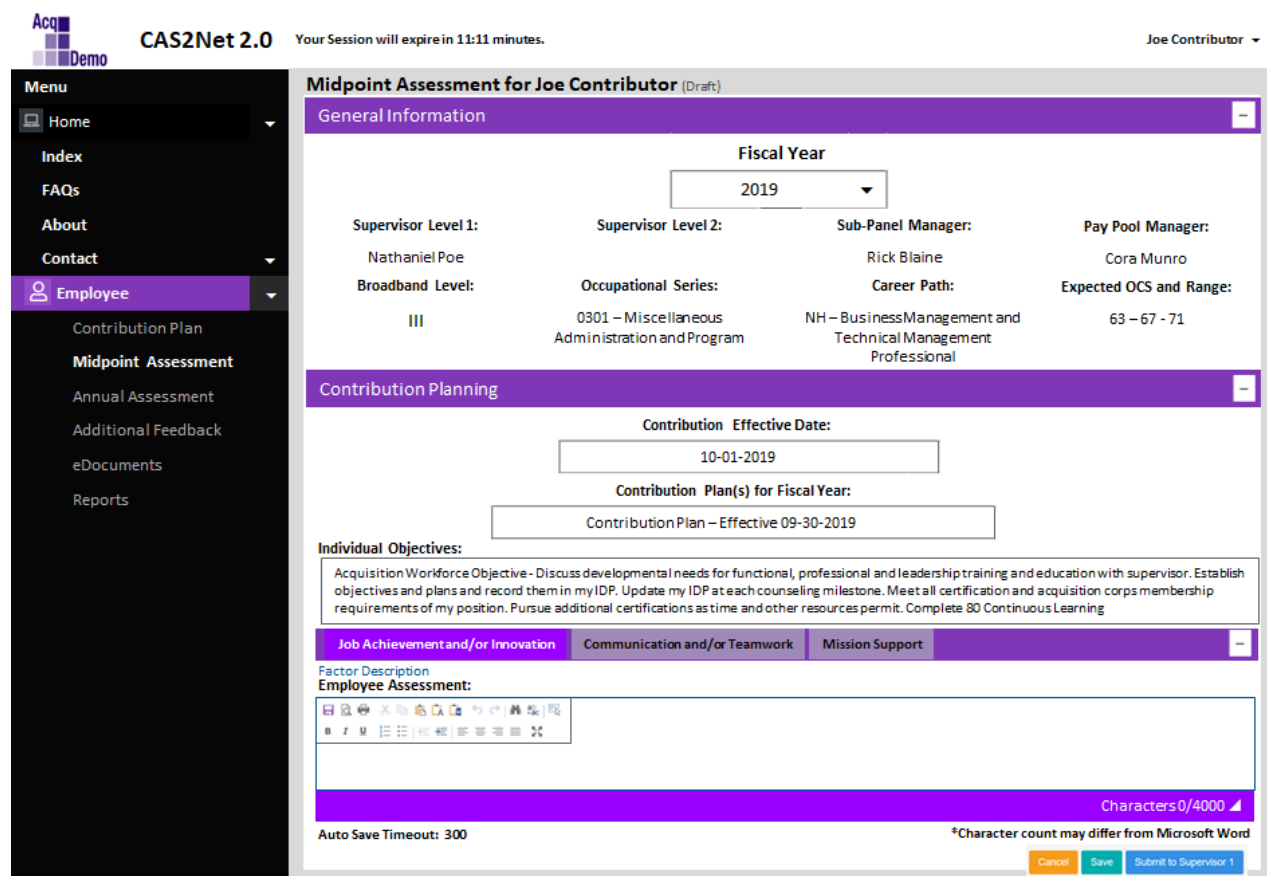 Acq
Demo
CAS2Net 2.0
Your Session will expire in 11:11 minutes.
Joe Contributor
Menu
Home
Index
FAQs
About
Contact
Employee
Contribution Plan
Midpoint Assessment
Annual Assessment
Additional Feedback
eDocuments
Reports
Midpoint Assessment for Joe Contributor (Draft)
General Information
Fiscal Year
2019
Supervisor Level 1: Supervisor Level 2: Sub-Panel Manager: Pay Pool Manager:
Nathaniel Poe Rick Blaine Cora Munro
Broadband Level: Occupational Series: Career Path: Expected OCS and Range:
III 0301 – Miscellaneous NH – Business Management and 63 – 67 - 71
Administration and Program Technical Management
Professional
Contribution Planning
Contribution Effective Date:
10-01-2019
Contribution Plan(s) for Fiscal Year:
Contribution Plan – Effective 09-30-2019
Individual Objectives:
Acquisition Workforce Objective - Discuss developmental needs for functional, professional and leadership training and education with supervisor. Establish
objectives and plans and record them in my IDP. Update my IDP at each counseling milestone. Meet all certification and acquisition corps membership
requirements of my position. Pursue additional certifications as time and other resources permit. Complete 80 Continuous Learning
Job Achievement and/or Innovation Communication and/or Teamwork Mission Support
Factor Description
Employee Assessment:
B I U
Characters 0/4000
Auto Save Timeout: 300 *Character count may differ from Microsoft Word
Cancel Save Submit to Supervisor 1